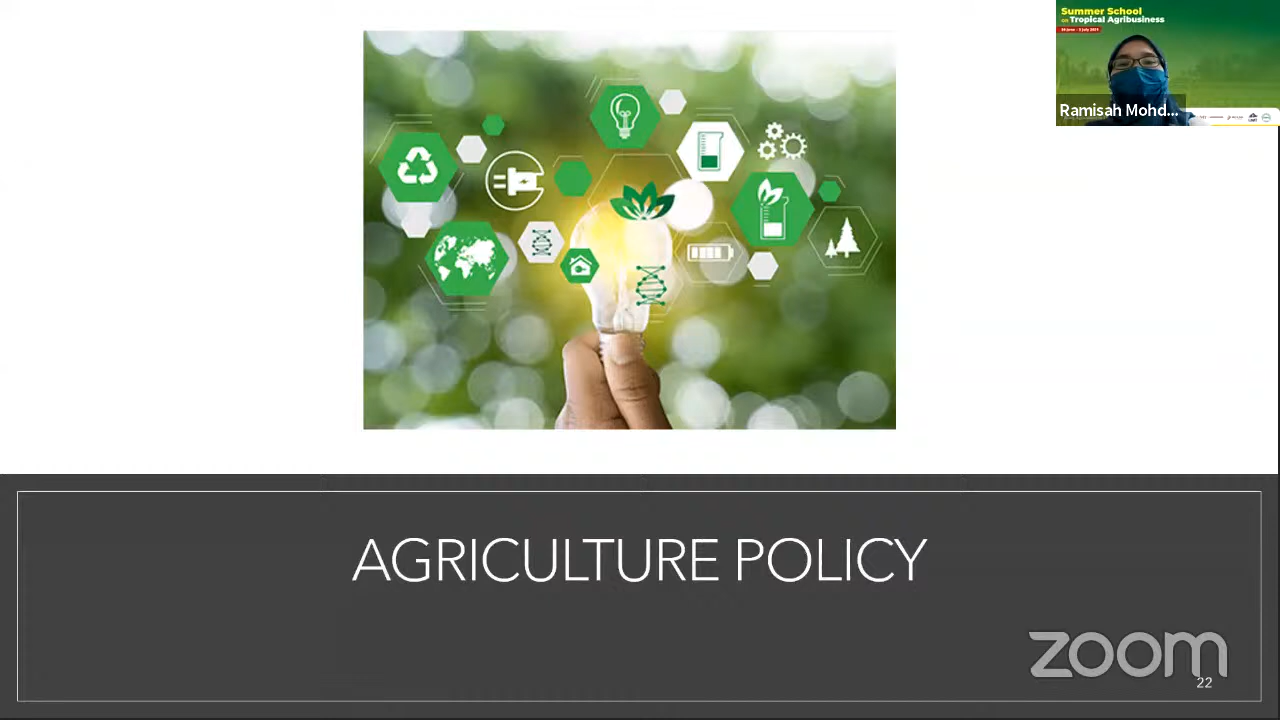 Summer School
on Tropical Agribusiness
Ramisah Mohd...
AGRICULTURE POLICY
zoom
22